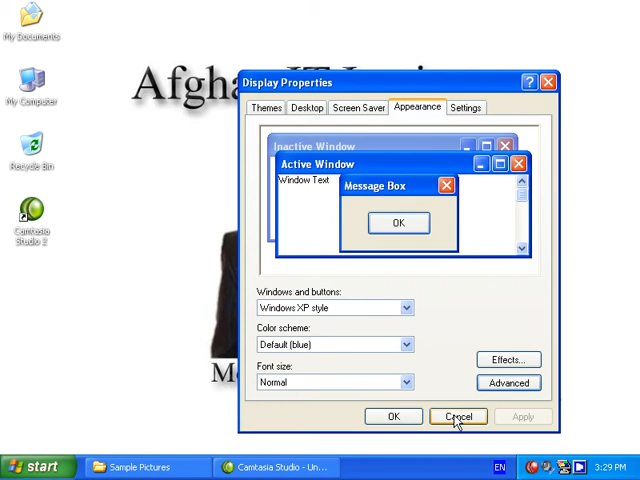 My Documents
My Computer
Recycle Bin
Camtasia
Studio 2
Display Properties
Themes
Desktop
Screen Saver
Appearance
Settings
Inactive Window
Active Window
Window Text
Message Box
OK
Windows and buttons:
Windows XP style
Color scheme:
Default (blue)
Font size:
Normal
Effects...
Advanced
OK
Cancel
Apply
start
Sample Pictures
Camtasia Studio - Un...
EN
3:29 PM